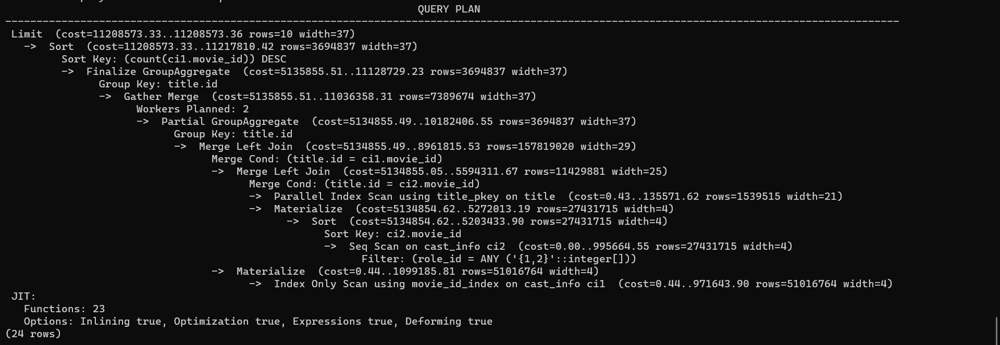 QUERY PLAN
-----------------------------------------------------------------------------------------------------------------------------------------------
Limit  (cost=11208573.33..11208573.36 rows=10 width=37)
  ->  Sort  (cost=11208573.33..11217810.42 rows=3694837 width=37)
        Sort Key: (count(ci1.movie_id)) DESC
        ->  Finalize GroupAggregate  (cost=5135855.51..11128729.23 rows=3694837 width=37)
              Group Key: title.id
              ->  Gather Merge  (cost=5135855.51..11036358.31 rows=7389674 width=37)
                    Workers Planned: 2
                    ->  Partial GroupAggregate  (cost=5134855.49..10182406.55 rows=3694837 width=37)
                          Group Key: title.id
                          ->  Merge Left Join  (cost=5134855.49..8961815.53 rows=157819020 width=29)
                                Merge Cond: (title.id = ci1.movie_id)
                                ->  Merge Left Join  (cost=5134855.05..5594311.67 rows=11429881 width=25)
                                      Merge Cond: (title.id = ci2.movie_id)
                                      ->  Parallel Index Scan using title_pkey on title  (cost=0.43..135571.62 rows=1539515 width=21)
                                      ->  Materialize  (cost=5134854.62..5272013.19 rows=27431715 width=4)
                                            ->  Sort  (cost=5134854.62..5203433.90 rows=27431715 width=4)
                                                  Sort Key: ci2.movie_id
                                                  ->  Seq Scan on cast_info ci2  (cost=0.00..995664.55 rows=27431715 width=4)
                                                        Filter: (role_id = ANY ('{1,2}'::integer[]))
                                ->  Materialize  (cost=0.44..1099185.81 rows=51016764 width=4)
                                      ->  Index Only Scan using movie_id_index on cast_info ci1  (cost=0.44..971643.90 rows=51016764 width=4)
JIT:
  Functions: 23
  Options: Inlining true, Optimization true, Expressions true, Deforming true
(24 rows)